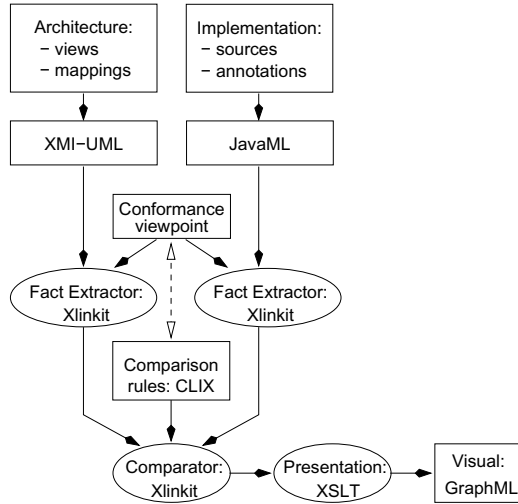 Architecture:
− views
− mappings
Implementation:
− sources
− annotations
XMI−UML
JavaML
Conformance
viewpoint
Fact Extractor:
Xlinkit
Fact Extractor:
Xlinkit
Comparison
rules: CLIX
Comparator:
Xlinkit
Presentation:
XSLT
Visual:
GraphML